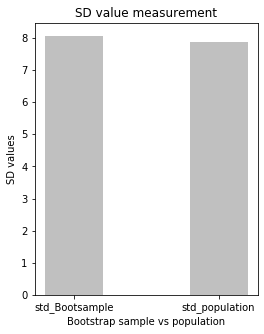 SD value measurement
8
7
6
5
4
3
2
1
0
SD values
std_Bootsample std_population
Bootstrap sample vs population